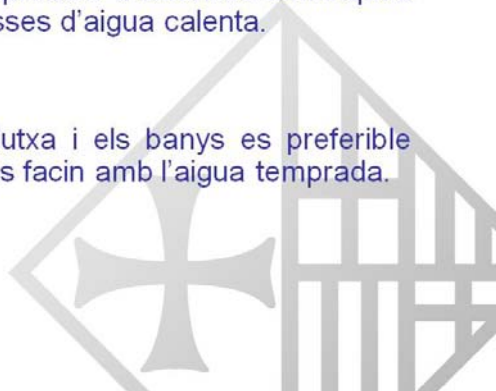 sses d'aigua calenta.
utxa i els banys es preferible
s facin amb l'aigua temprada.